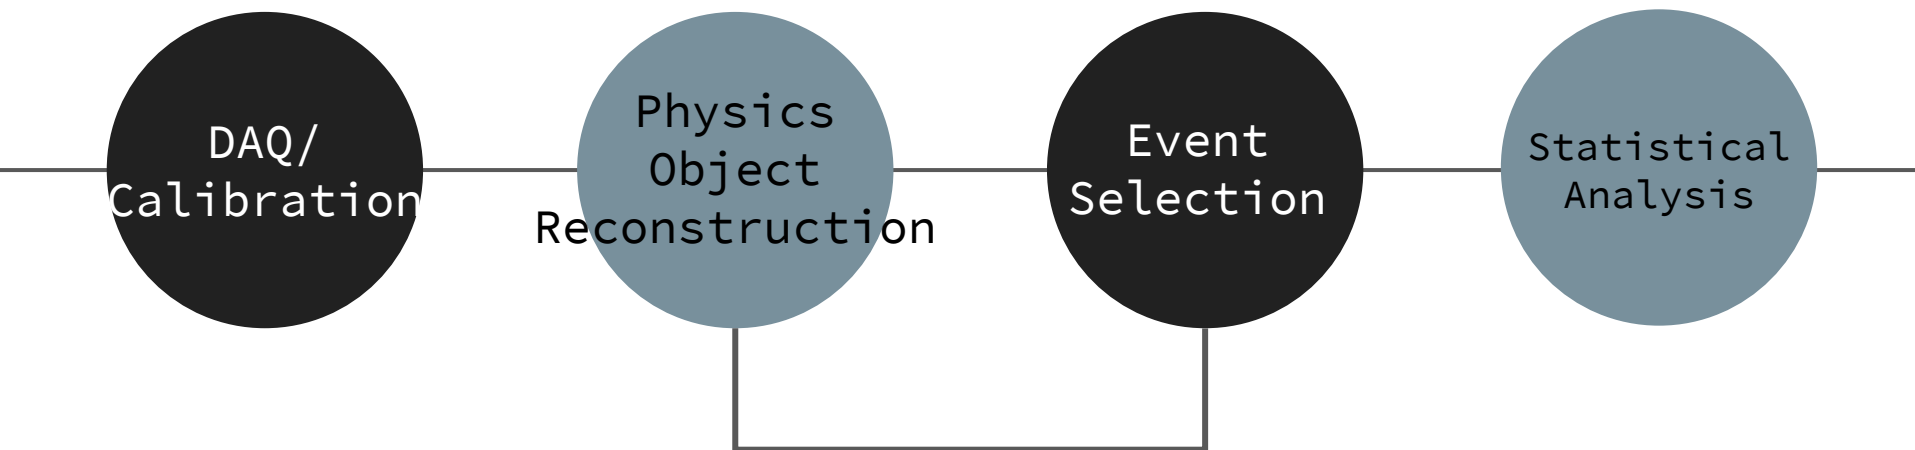 DAQ/
Calibration
Physics
Object
Reconstruction
Event
Selection
Statistical
Analysis